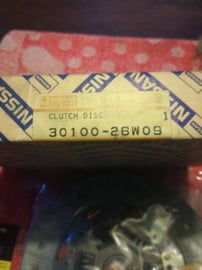 NISSAN
NISSAN
CLUTCH DISC 1
30100-26W09